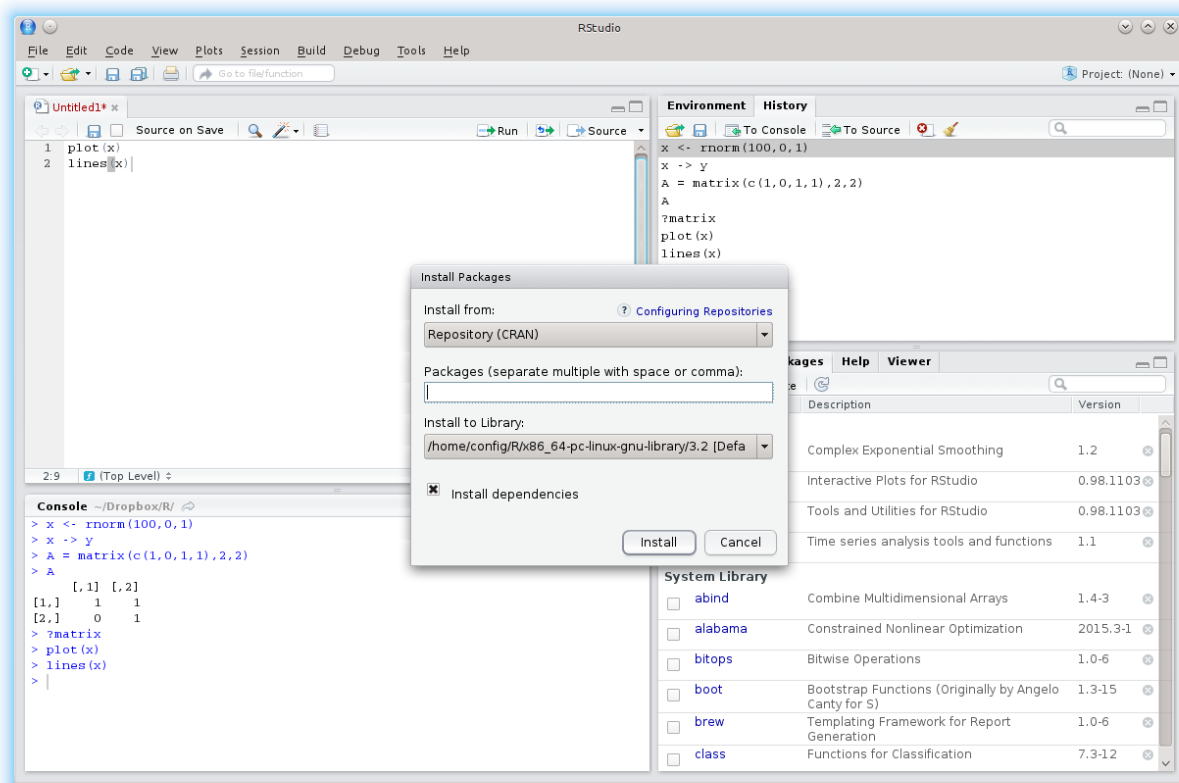 RStudio
File Edit Code View Plots Session Build Debug Tools Help
Go to file/function
Project: (None)
Untitled1*
Source on Save
Run
Source
1 plot(x)
2 lines(x)
2:9 (Top Level)
Console ~/Dropbox/R/
> x <- rnorm(100,0,1)
> x -> y
> A = matrix(c(1,0,1,1),2,2)
> A
[,1] [,2]
[1,] 1 1
[2,] 0 1
> ?matrix
> plot(x)
> lines(x)
>
Environment History
To Console To Source
x <- rnorm(100,0,1)
x -> y
A = matrix(c(1,0,1,1),2,2)
A
?matrix
plot(x)
lines(x)
Install Packages
Install from:
? Configuring Repositories
Repository (CRAN)
Packages (separate multiple with space or comma):
Install to Library:
/home/config/R/x86_64-pc-linux-gnu-library/3.2 [Defa
Install dependencies
Install Cancel
kages Help Viewer
Description Version
Complex Exponential Smoothing 1.2
Interactive Plots for RStudio 0.98.1103
Tools and Utilities for RStudio 0.98.1103
Time series analysis tools and functions 1.1
System Library
abind Combine Multidimensional Arrays 1.4-3
alabama Constrained Nonlinear Optimization 2015.3-1
bitops Bitwise Operations 1.0-6
boot Bootstrap Functions (Originally by Angelo Canty for S) 1.3-15
brew Templating Framework for Report Generation 1.0-6
class Functions for Classification 7.3-12